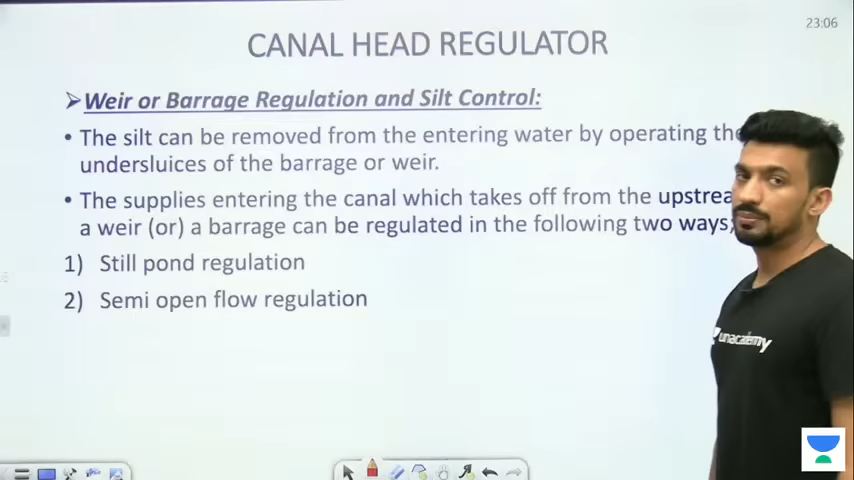 23:06
CANAL HEAD REGULATOR
➢Weir or Barrage Regulation and Silt Control:
• The silt can be removed from the entering water by operating the
undersluices of the barrage or weir.
• The supplies entering the canal which takes off from the
a weir (or) a barrage can be regulated in the following two ways,
1) Still pond regulation
2) Semi open flow regulation
unacademy